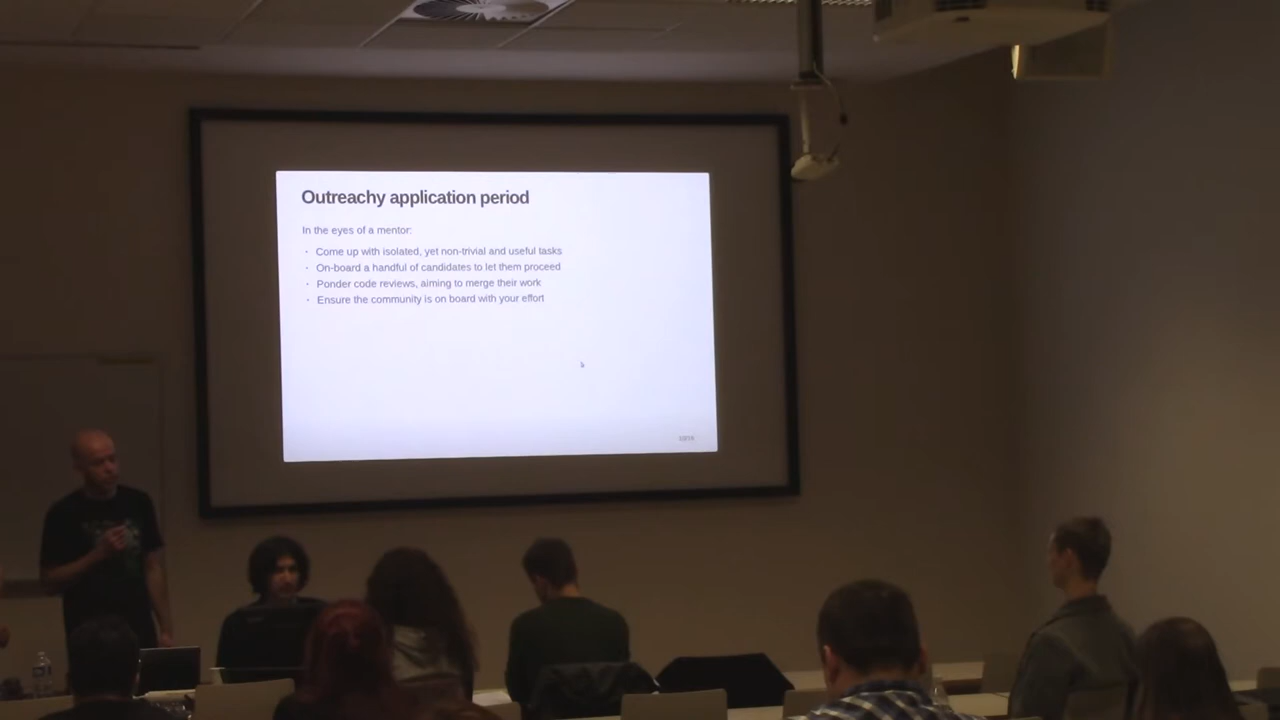 Outreachy application period
In the eyes of a mentor:
· Come up with isolated, yet non-trivial and useful tasks
· On-board a handful of candidates to let them proceed
· Ponder code reviews, aiming to merge their work
· Ensure the community is on board with your effort